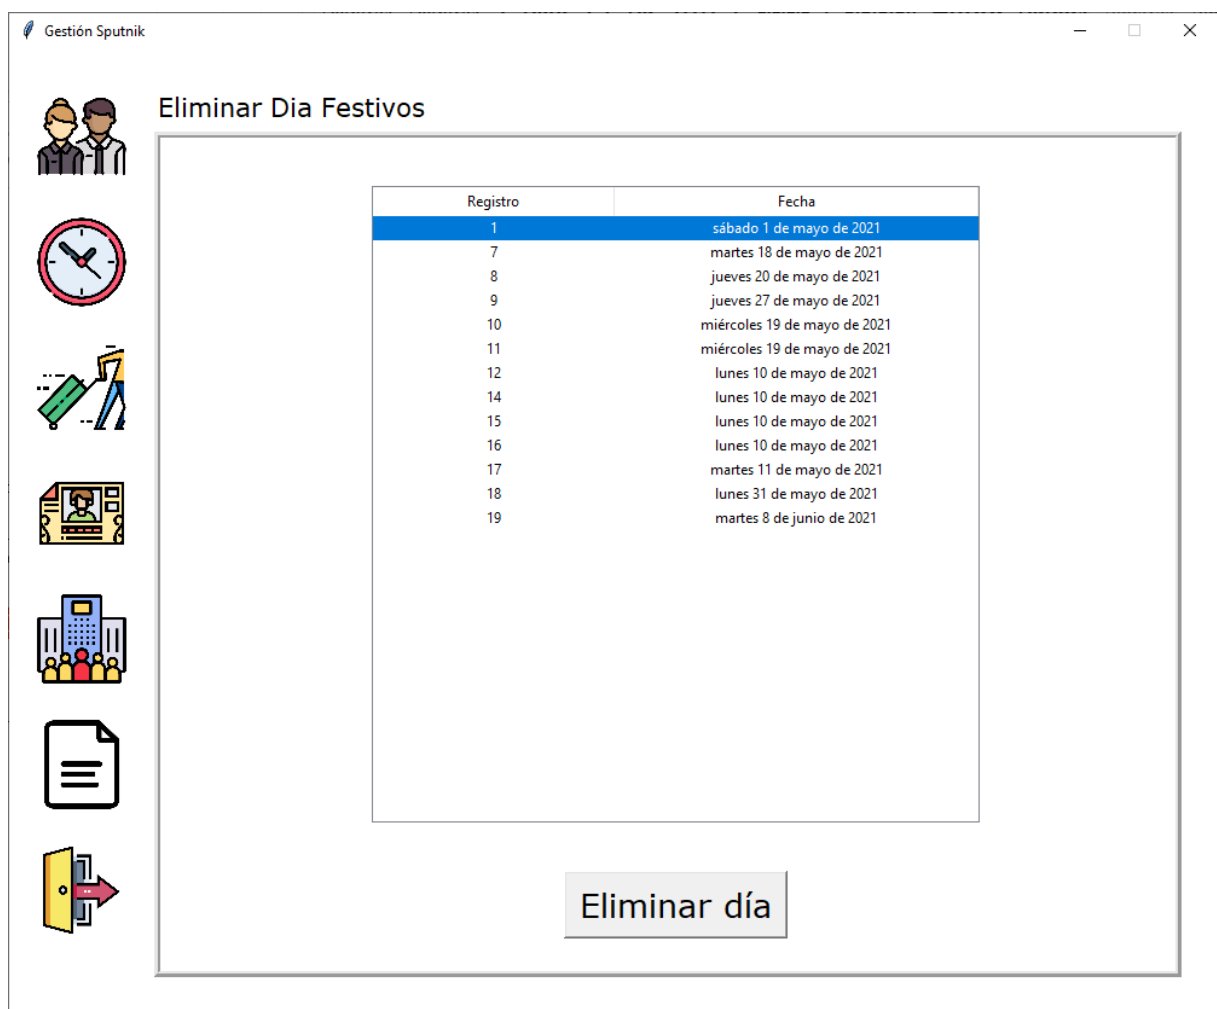 Gestión Sputnik
Eliminar Dia Festivos
Registro Fecha
1 sábado 1 de mayo de 2021
7 martes 18 de mayo de 2021
8 jueves 20 de mayo de 2021
9 jueves 27 de mayo de 2021
10 miércoles 19 de mayo de 2021
11 miércoles 19 de mayo de 2021
12 lunes 10 de mayo de 2021
14 lunes 10 de mayo de 2021
15 lunes 10 de mayo de 2021
16 lunes 10 de mayo de 2021
17 martes 11 de mayo de 2021
18 lunes 31 de mayo de 2021
19 martes 8 de junio de 2021
Eliminar día